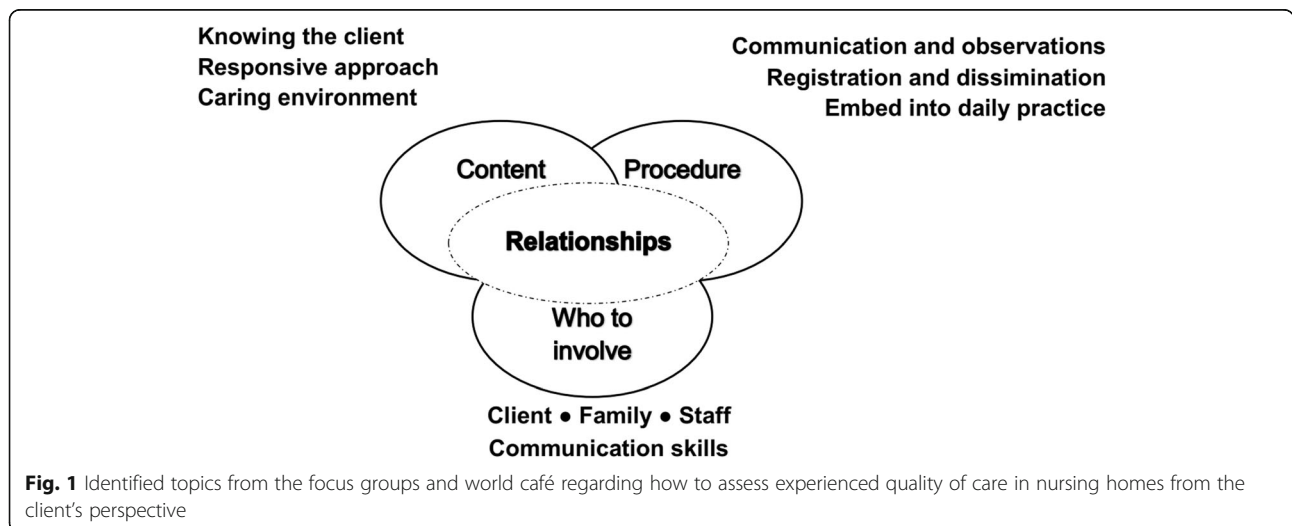 Knowing the client
Responsive approach
Caring environment
Communication and observations
Registration and dissimination
Embed into daily practice
Content
Procedure
Relationships
Who to
involve
Client ● Family ● Staff
Communication skills
Fig. 1 Identified topics from the focus groups and world café regarding how to assess experienced quality of care in nursing homes from the
client's perspective